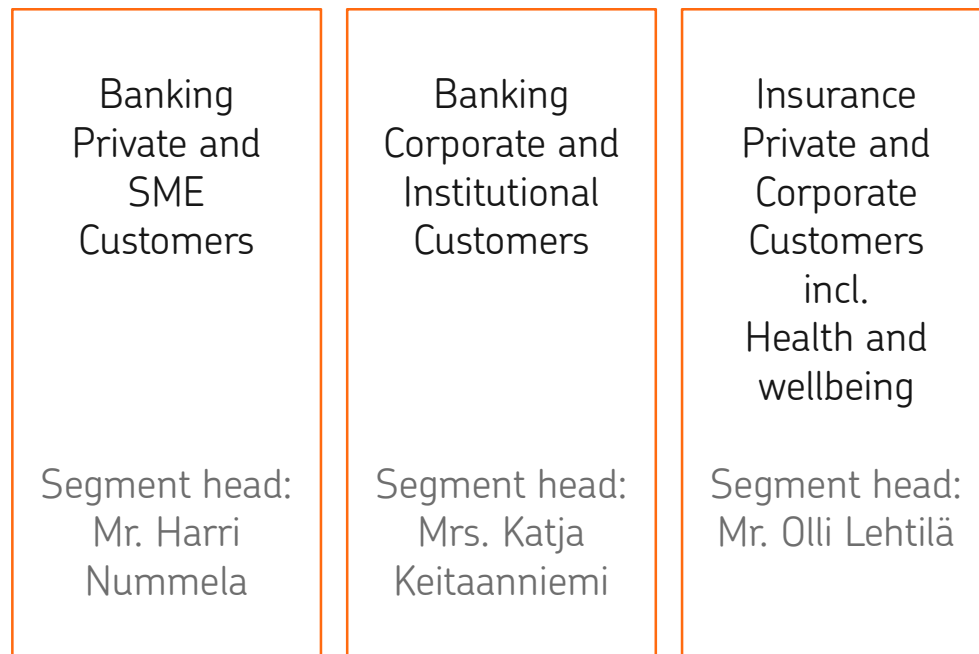 Banking
Private and
SME
Customers
Segment head:
Mr. Harri
Nummela
Banking
Corporate and
Institutional
Customers
Segment head:
Mrs. Katja
Keitaanniemi
Insurance
Private and
Corporate
Customers
incl.
Health and
wellbeing
Segment head:
Mr. Olli Lehtilä